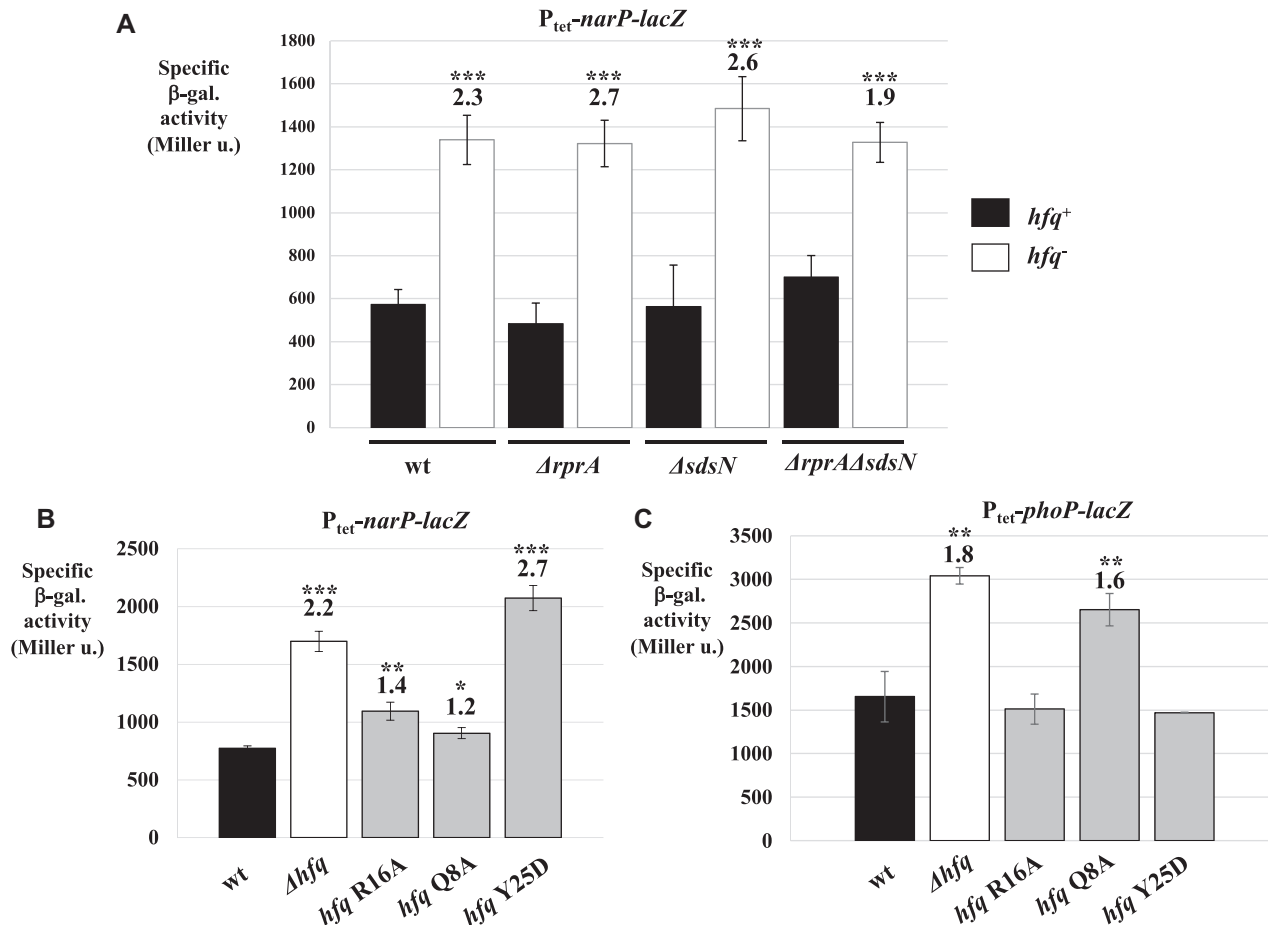 A
P_tet-narP-lacZ
Specific
β-gal.
activity
(Miller u.)
1800
1600
1400
1200
1000
800
600
400
200
0
***
2.3
***
2.7
***
2.6
***
1.9
hfq⁺
hfq⁻
wt
ΔrprA
ΔsdsN
ΔrprAΔsdsN
B
P_tet-narP-lacZ
Specific
β-gal.
activity
(Miller u.)
2500
2000
1500
1000
500
0
***
2.2
**
1.4
*
1.2
***
2.7
wt
Δhfq
hfq R16A
hfq Q8A
hfq Y25D
C
P_tet-phoP-lacZ
Specific
β-gal.
activity
(Miller u.)
3500
3000
2500
2000
1500
1000
500
0
**
1.8
**
1.6
wt
Δhfq
hfq R16A
hfq Q8A
hfq Y25D